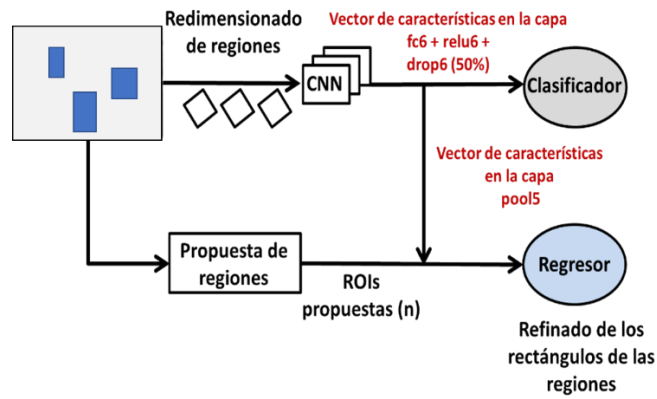 Redimensionado
de regiones
Vector de características en la capa
fc6 + relu6 +
drop6 (50%)
CNN
Clasificador
Vector de características
en la capa
pool5
Propuesta de
regiones
ROIs
propuestas (n)
Regresor
Refinado de los
rectángulos de las
regiones